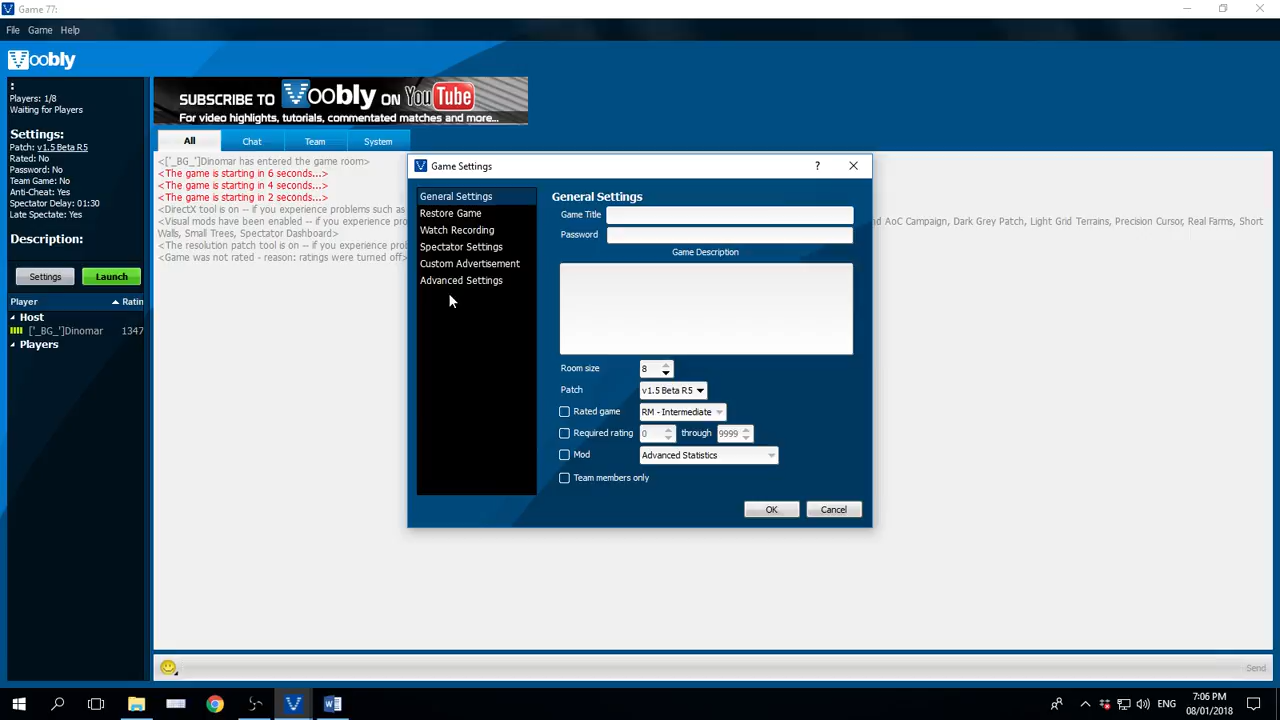 Game 77:
File Game Help
Voobly
:
Players: 1/8
Waiting for Players
Settings:
Patch: v1.5 Beta R5
Rated: No
Password: No
Team Game: No
Anti-Cheat: Yes
Spectator Delay: 01:30
Late Spectate: Yes
Description:
Settings Launch
Player Ratin
Host
['_BG_']Dinomar 1347
Players
SUBSCRIBE TO Voobly ON YouTube
For video highlights, tutorials, commentated matches and more...
All Chat Team System
<['_BG_']Dinomar has entered the game room>
<The game is starting in 6 seconds...>
<The game is starting in 4 seconds...>
<The game is starting in 2 seconds...>
<DirectX tool is on -- if you experience problems such as
<Visual mods have been enabled -- if you experience pro nd AoC Campaign, Dark Grey Patch, Light Grid Terrains, Precision Cursor, Real Farms, Short
Walls, Small Trees, Spectator Dashboard>
<The resolution patch tool is on -- if you experience prob
<Game was not rated - reason: ratings were turned off>
Game Settings ?
General Settings
Restore Game
Watch Recording
Spectator Settings
Custom Advertisement
Advanced Settings
General Settings
Game Title
Password
Game Description
Room size 8
Patch v1.5 Beta R5
Rated game RM - Intermediate
Required rating 0 through 9999
Mod Advanced Statistics
Team members only
OK Cancel
Send
ENG
7:06 PM
08/01/2018